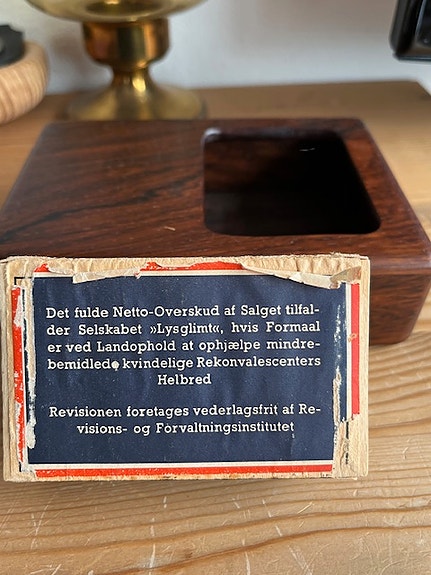 Det fulde Netto-Overskud af Salget tilfal-
der Selskabet »Lysglimt«, hvis Formaal
er ved Landophold at ophjælpe mindre-
bemidlede kvindelige Rekonvalescenters
Helbred
Revisionen foretages vederlagsfrit af Re-
visions- og Forvaltningsinstitutet